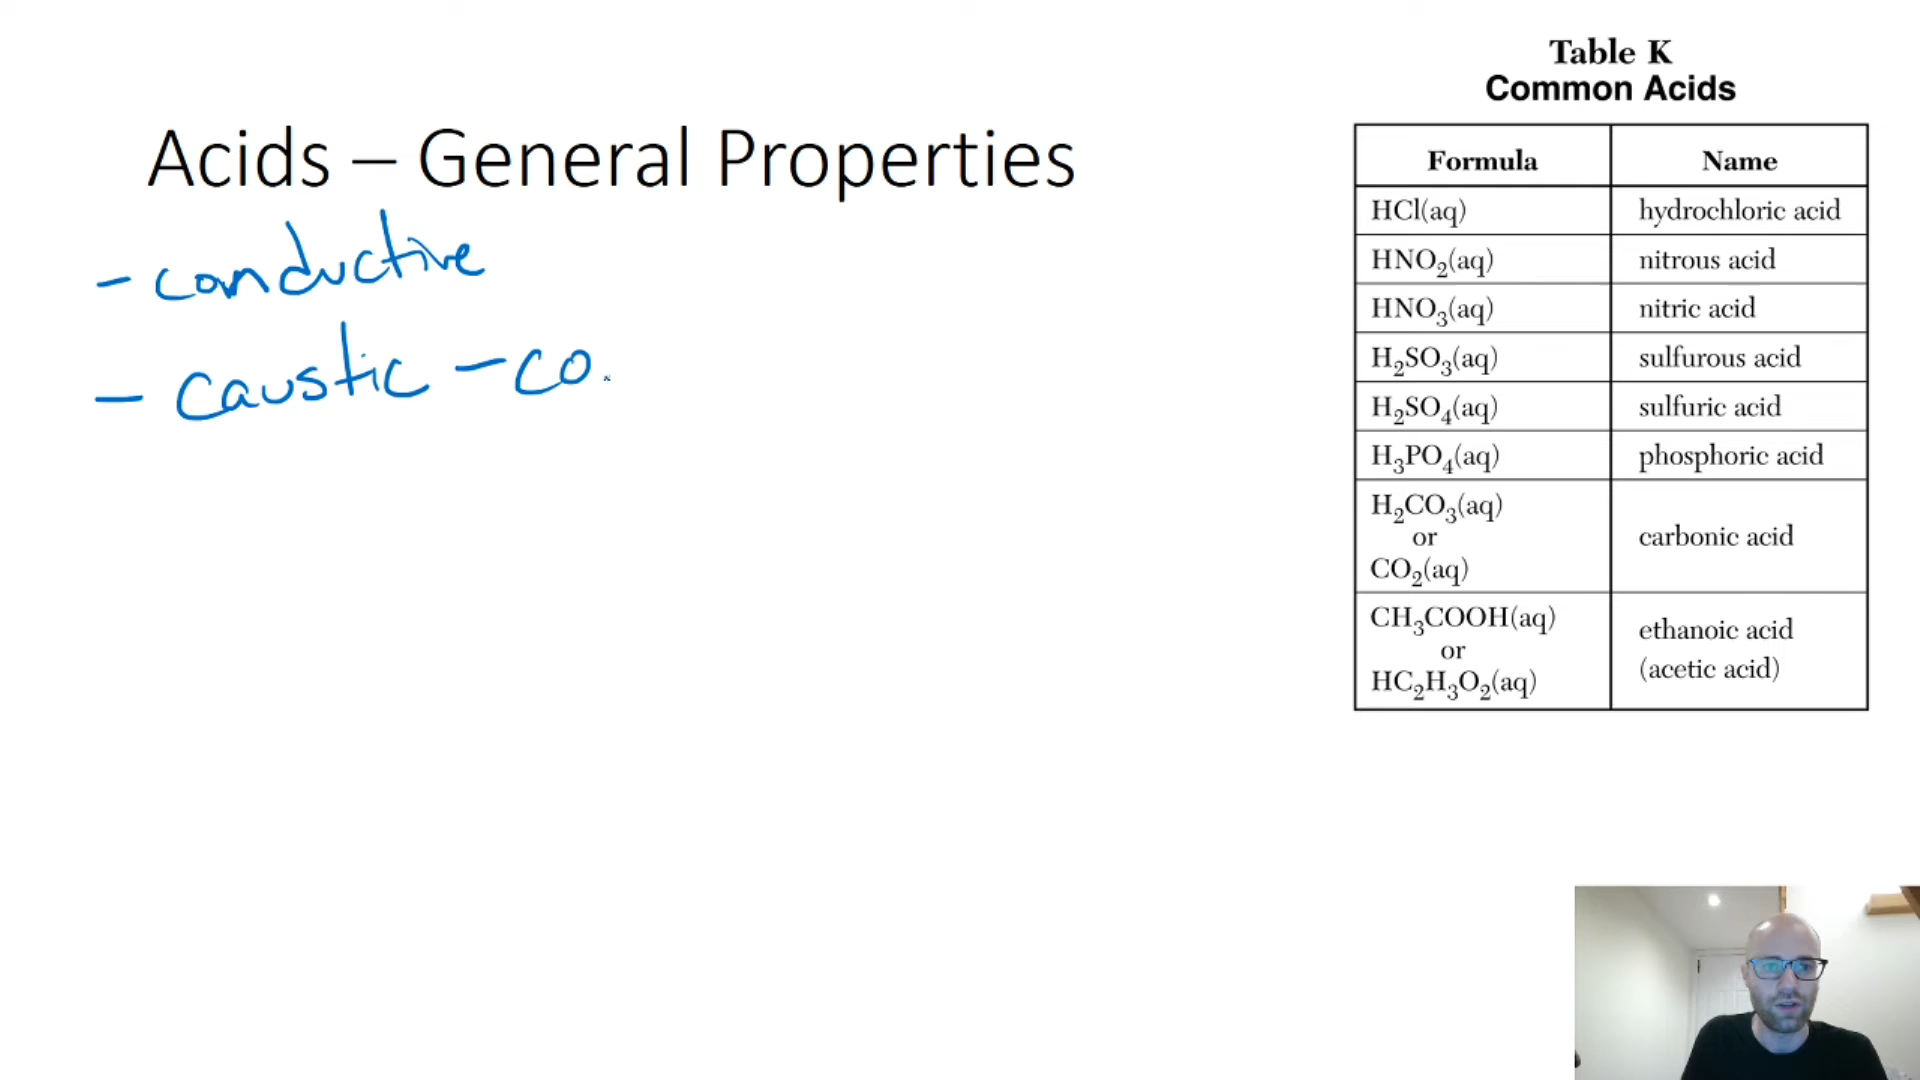 Acids – General Properties
- conductive
- caustic - co
Table K
Common Acids
Formula Name
HCl(aq) hydrochloric acid
HNO₂(aq) nitrous acid
HNO₃(aq) nitric acid
H₂SO₃(aq) sulfurous acid
H₂SO₄(aq) sulfuric acid
H₃PO₄(aq) phosphoric acid
H₂CO₃(aq)
or
CO₂(aq)
carbonic acid
CH₃COOH(aq)
or
HC₂H₃O₂(aq)
ethanoic acid
(acetic acid)